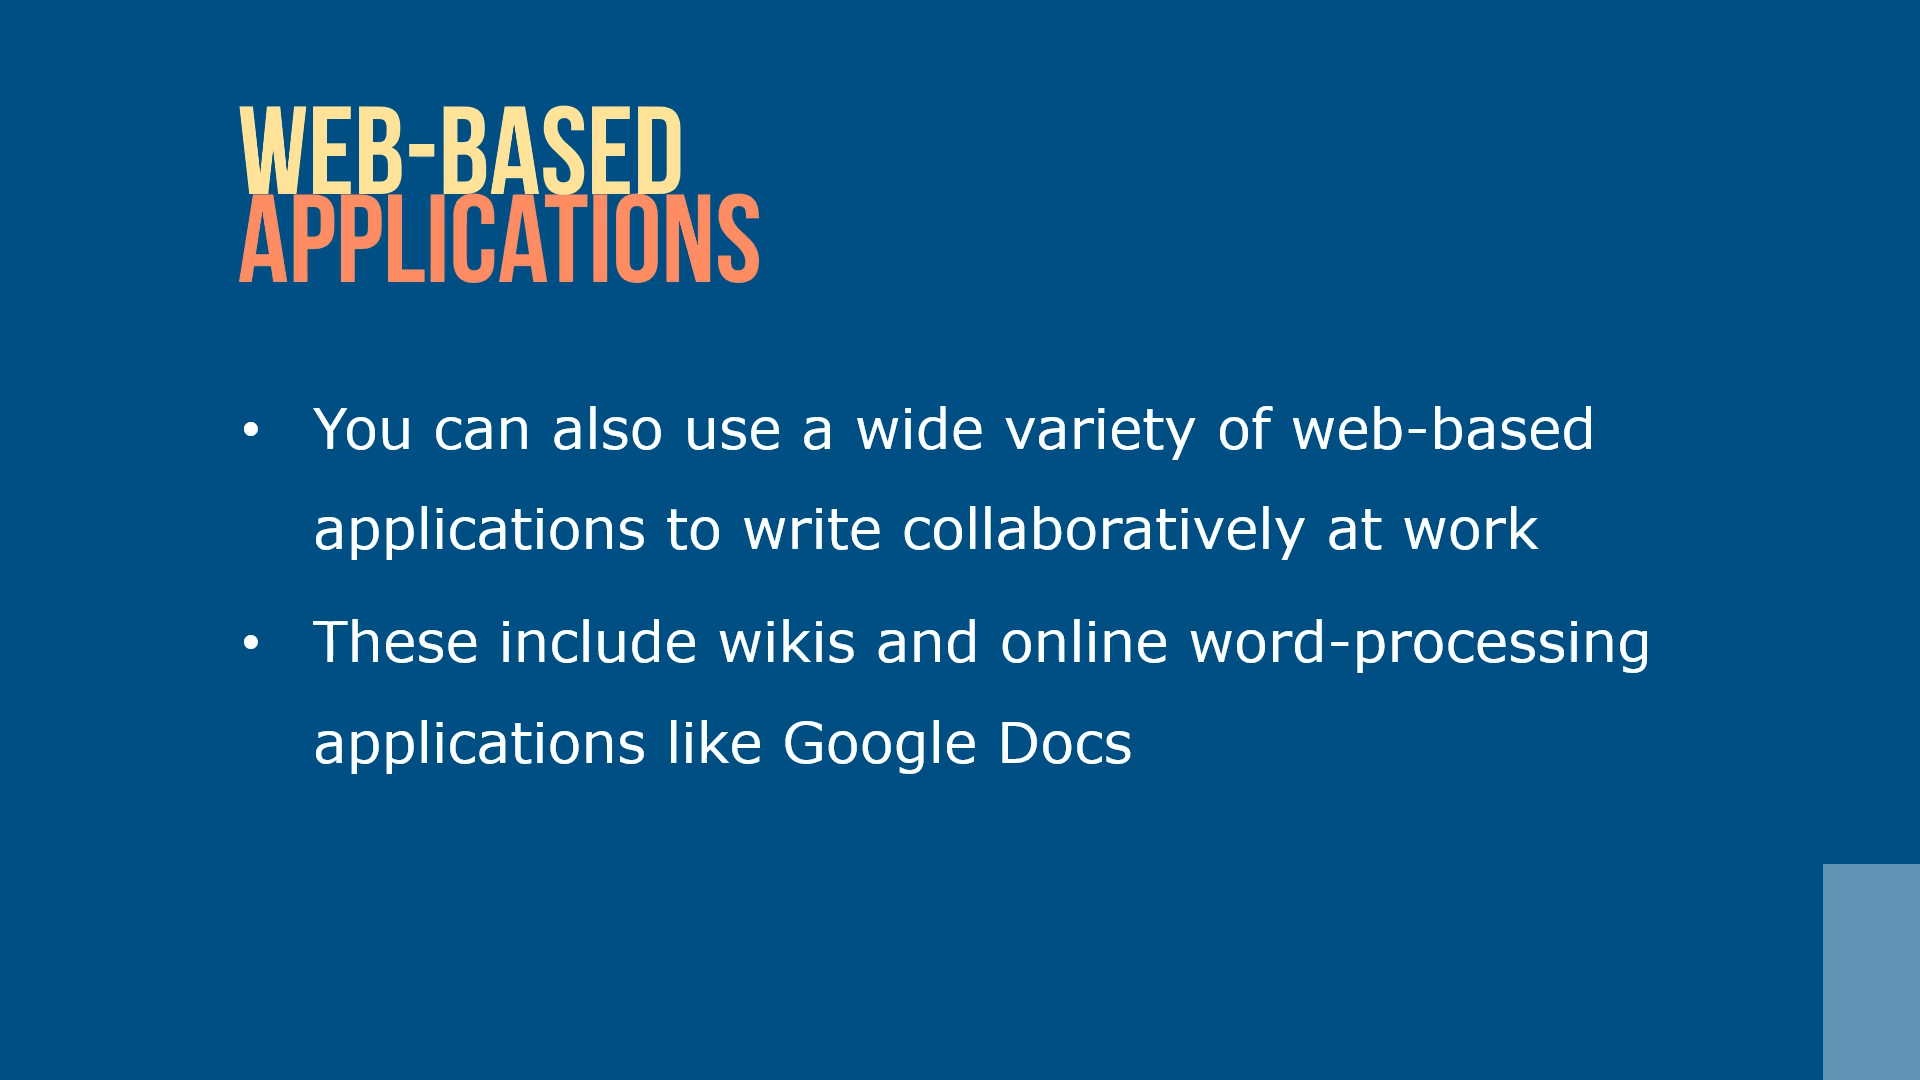 WEB-BASED
APPLICATIONS
• You can also use a wide variety of web-based
applications to write collaboratively at work
• These include wikis and online word-processing
applications like Google Docs